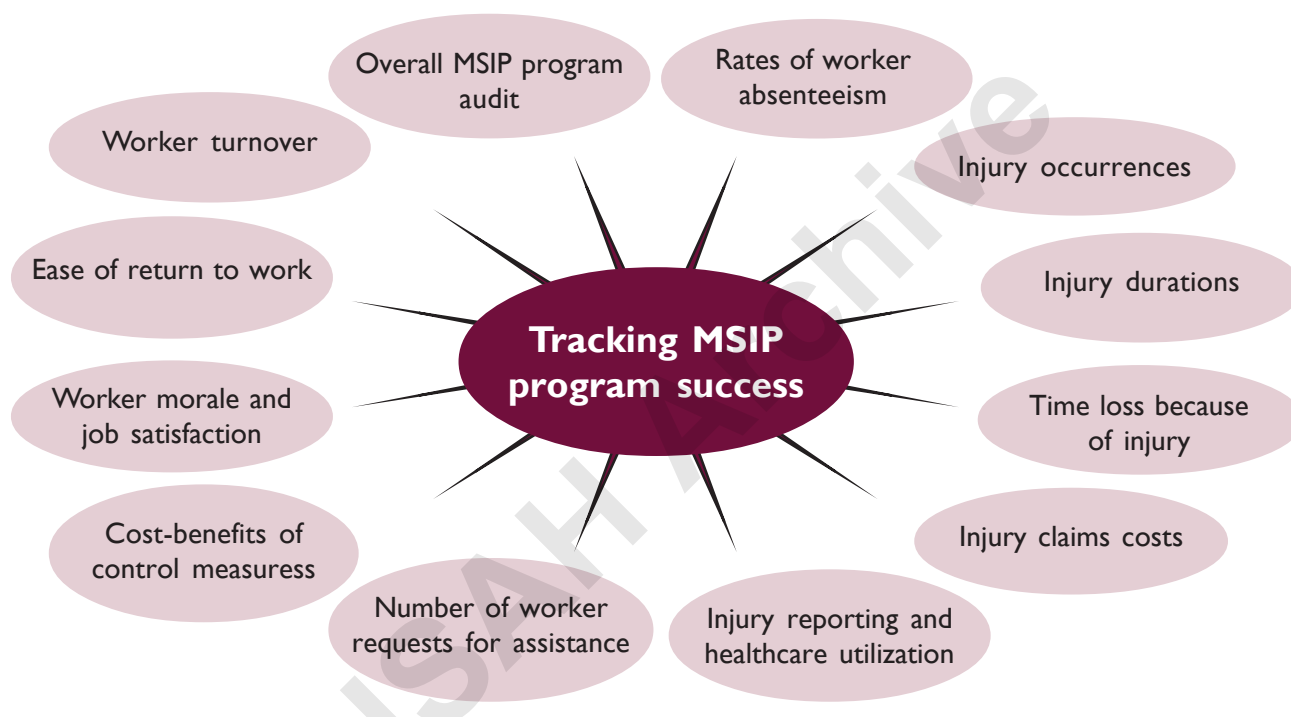 Overall MSIP program
audit
Rates of worker
absenteeism
Worker turnover
Injury occurrences
Ease of return to work
Injury durations
Tracking MSIP
program success
Worker morale and
job satisfaction
Time loss because
of injury
Cost-benefits of
control measuress
Injury claims costs
Number of worker
requests for assistance
Injury reporting and
healthcare utilization
USAH Archive